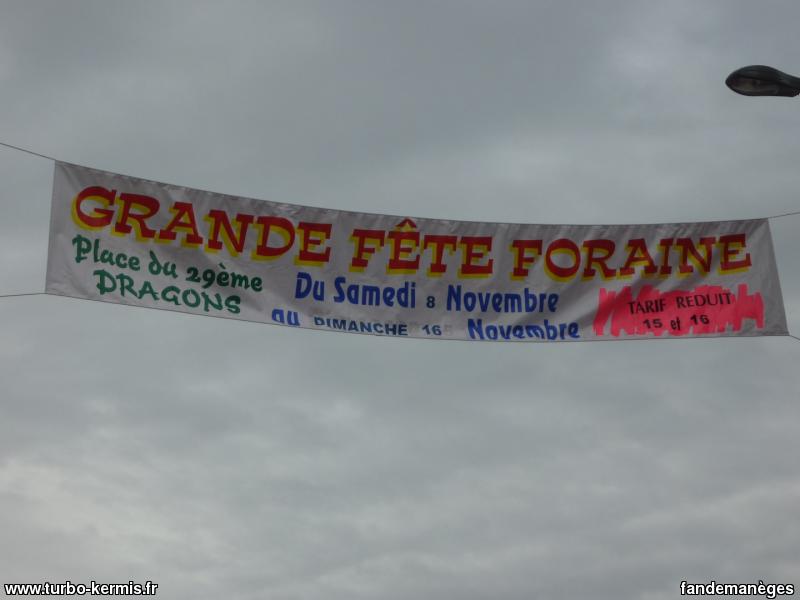 GRANDE FÊTE FORAINE
Place du 29ème
DRAGONS
Du Samedi 8 Novembre
au DIMANCHE 16 Novembre
TARIF REDUIT
15 et 16
www.turbo-kermis.fr
fandemanèges